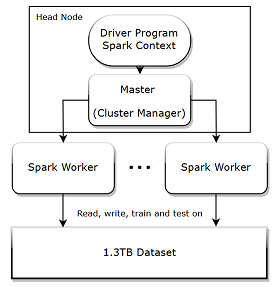 Head Node
Driver Program
Spark Context
Master
(Cluster Manager)
Spark Worker
Spark Worker
Read, write, train and test on
1.3TB Dataset